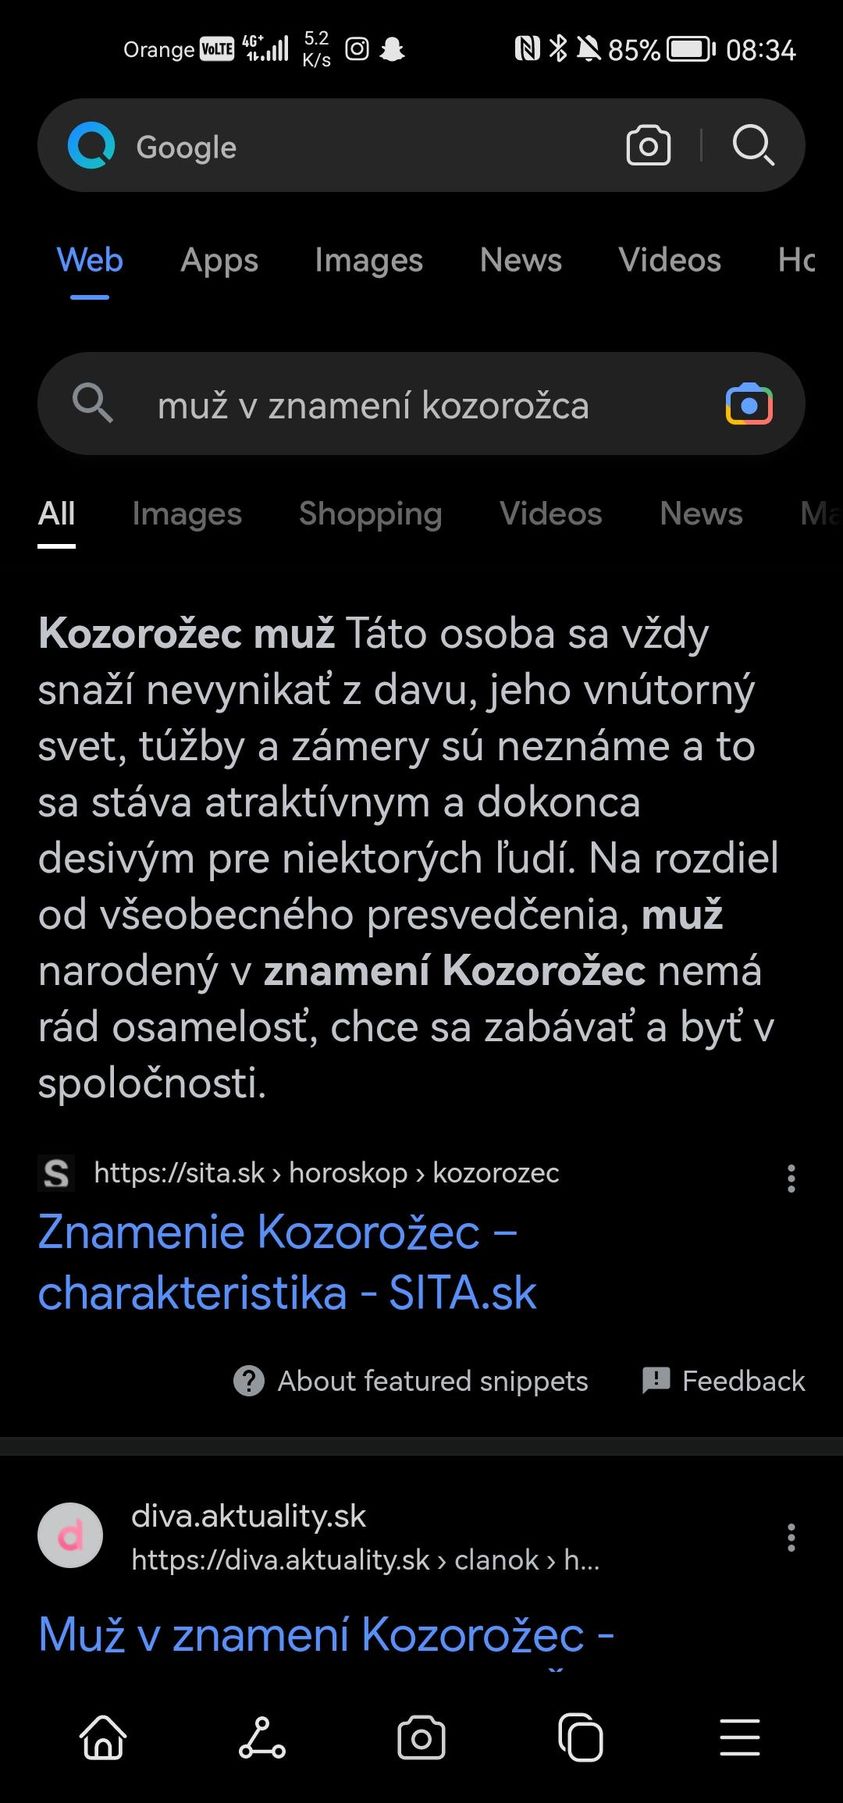 Orange VoLTE 4G+ 5.2 K/s 85% 08:34
Google
Web Apps Images News Videos Ho
muž v znamení kozorožca
All Images Shopping Videos News Ma
Kozorožec muž Táto osoba sa vždy
snaží nevynikať z davu, jeho vnútorný
svet, túžby a zámery sú neznáme a to
sa stáva atraktívnym a dokonca
desivým pre niektorých ľudí. Na rozdiel
od všeobecného presvedčenia, muž
narodený v znamení Kozorožec nemá
rád osamelosť, chce sa zabávať a byť v
spoločnosti.
S https://sita.sk › horoskop › kozorozec
Znamenie Kozorožec –
charakteristika - SITA.sk
About featured snippets Feedback
d diva.aktuality.sk
https://diva.aktuality.sk › clanok › h...
Muž v znamení Kozorožec -